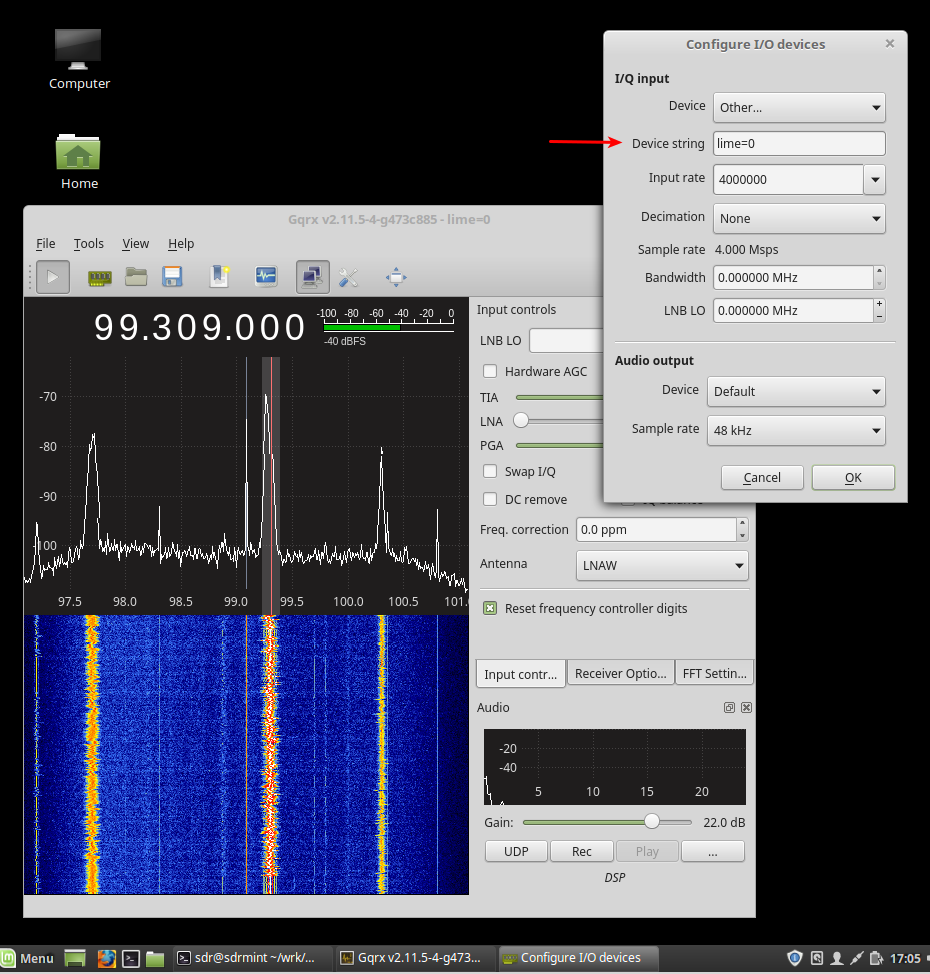 Computer
Home
Configure I/O devices
I/Q input
Device Other...
Device string lime=0
Input rate 4000000
Decimation None
Sample rate 4.000 Msps
Bandwidth 0.000000 MHz
LNB LO 0.000000 MHz
Audio output
Device Default
Sample rate 48 kHz
Cancel OK
Gqrx v2.11.5-4-g473c885 - lime=0
File Tools View Help
99.309.000
-100 -80 -60 -40 -20 0
-40 dBFS
-70
-80
-90
100
97.5 98.0 98.5 99.0 99.5 100.0 100.5 101.
Input controls
LNB LO
Hardware AGC
TIA
LNA
PGA
Swap I/Q
DC remove
Freq. correction 0.0 ppm
Antenna LNAW
Reset frequency controller digits
Input contr... Receiver Optio... FFT Settin...
Audio
-20
-40
5 10 15 20
Gain: 22.0 dB
UDP Rec Play ...
DSP
Menu sdr@sdrmint ~/wrk/... Gqrx v2.11.5-4-g473... Configure I/O devices 17:05